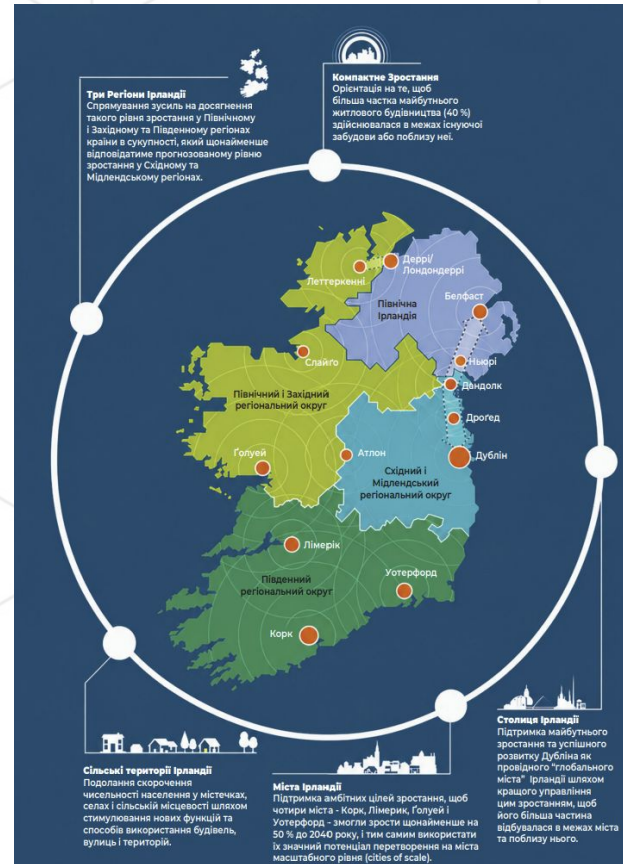 Три Регіони Ірландії
Спрямування зусиль на досягнення
такого рівня зростання у Північному
і Західному та Південному регіонах
країни в сукупності, який щонайменше
відповідатиме прогнозованому рівню
зростання у Східному та
Мідлендському регіонах.
Компактне Зростання
Орієнтація на те, щоб
більша частка майбутнього
житлового будівництва (40 %)
здійснювалася в межах існуючої
забудови або поблизу неї.
Деррі/
Лондондеррі
Леттеркенні
Північна
Ірландія
Белфаст
Слайґо
Ньюрі
Дандолк
Північний і Західний
регіональний округ
Дроґед
Ґолуей
Атлон
Дублін
Східний і
Мідлендський
регіональний округ
Лімерік
Південний
регіональний округ
Уотерфорд
Корк
Сільські території Ірландії
Подолання скорочення
чисельності населення у містечках,
селах і сільській місевості шляхом
стимулювання нових функцій та
способів використання будівель,
вулиць і територій.
Міста Ірландії
Підтримка амбітних цілей зростання, щоб
чотири міста - Корк, Лімерик, Ґолуей і
Уотерфорд - змогли зрости щонайменше на
50 % до 2040 року, і тим самим використати
їх значний потенціал перетворення на міста
масштабного рівня (cities of scale).
Столиця Ірландії
Підтримка майбутнього
зростання та успішного
розвитку Дубліна як
провідного “глобального
міста” Ірландії шляхом
кращого управління
цим зростанням, щоб
його більша частина
відбувалася в межах міста
та поблизу нього.